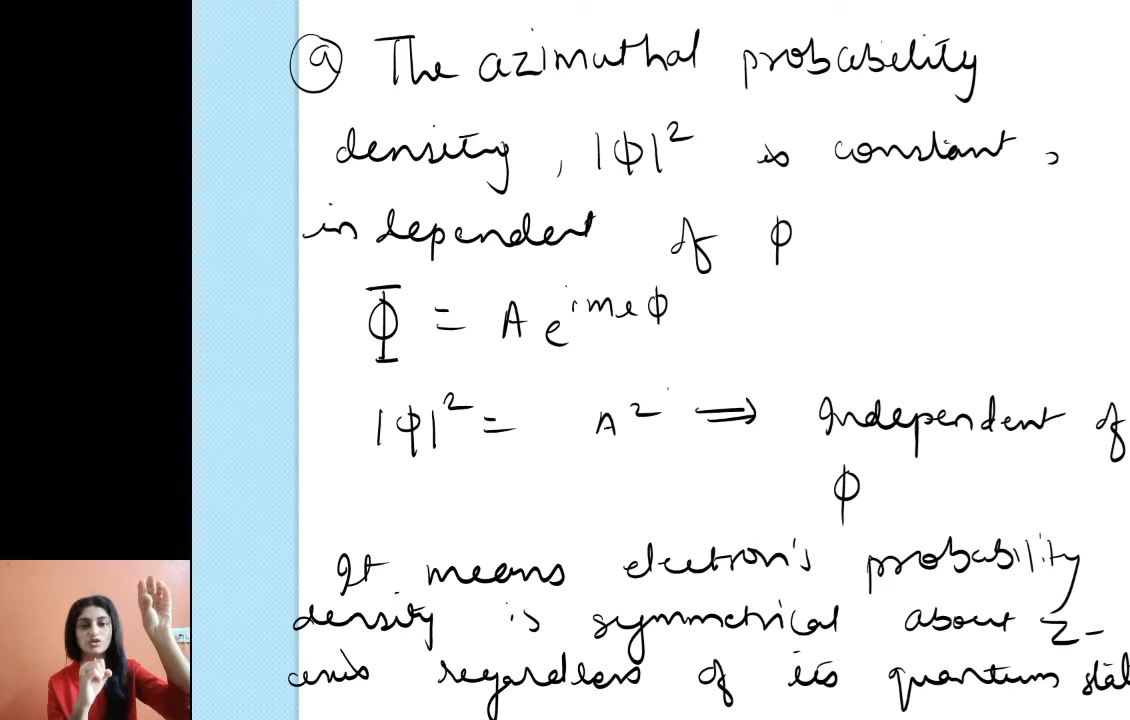 (a) The azimuthal probability
density, |ϕ|² is constant,
independent of ϕ
Φ = A e^{imℓϕ}
|ϕ|² = A² ⟹ Independent of
ϕ
It means electron's probability
density is symmetrical about z-
axis regardless of its quantum stat